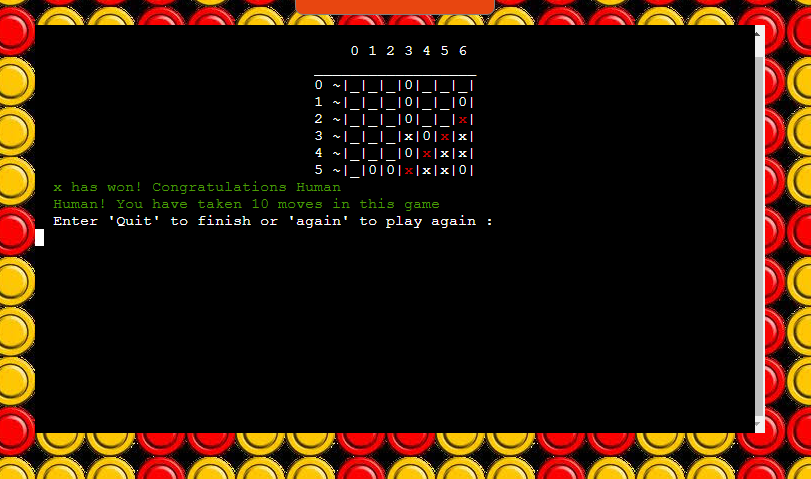 0 1 2 3 4 5 6
__________________
0 ~|_|_|_|0|_|_|_|
1 ~|_|_|_|0|_|_|0|
2 ~|_|_|_|0|_|_|x|
3 ~|_|_|_|x|0|x|x|
4 ~|_|_|_|0|x|x|x|
5 ~|_|0|0|x|x|x|0|
x has won! Congratulations Human
Human! You have taken 10 moves in this game
Enter 'Quit' to finish or 'again' to play again :